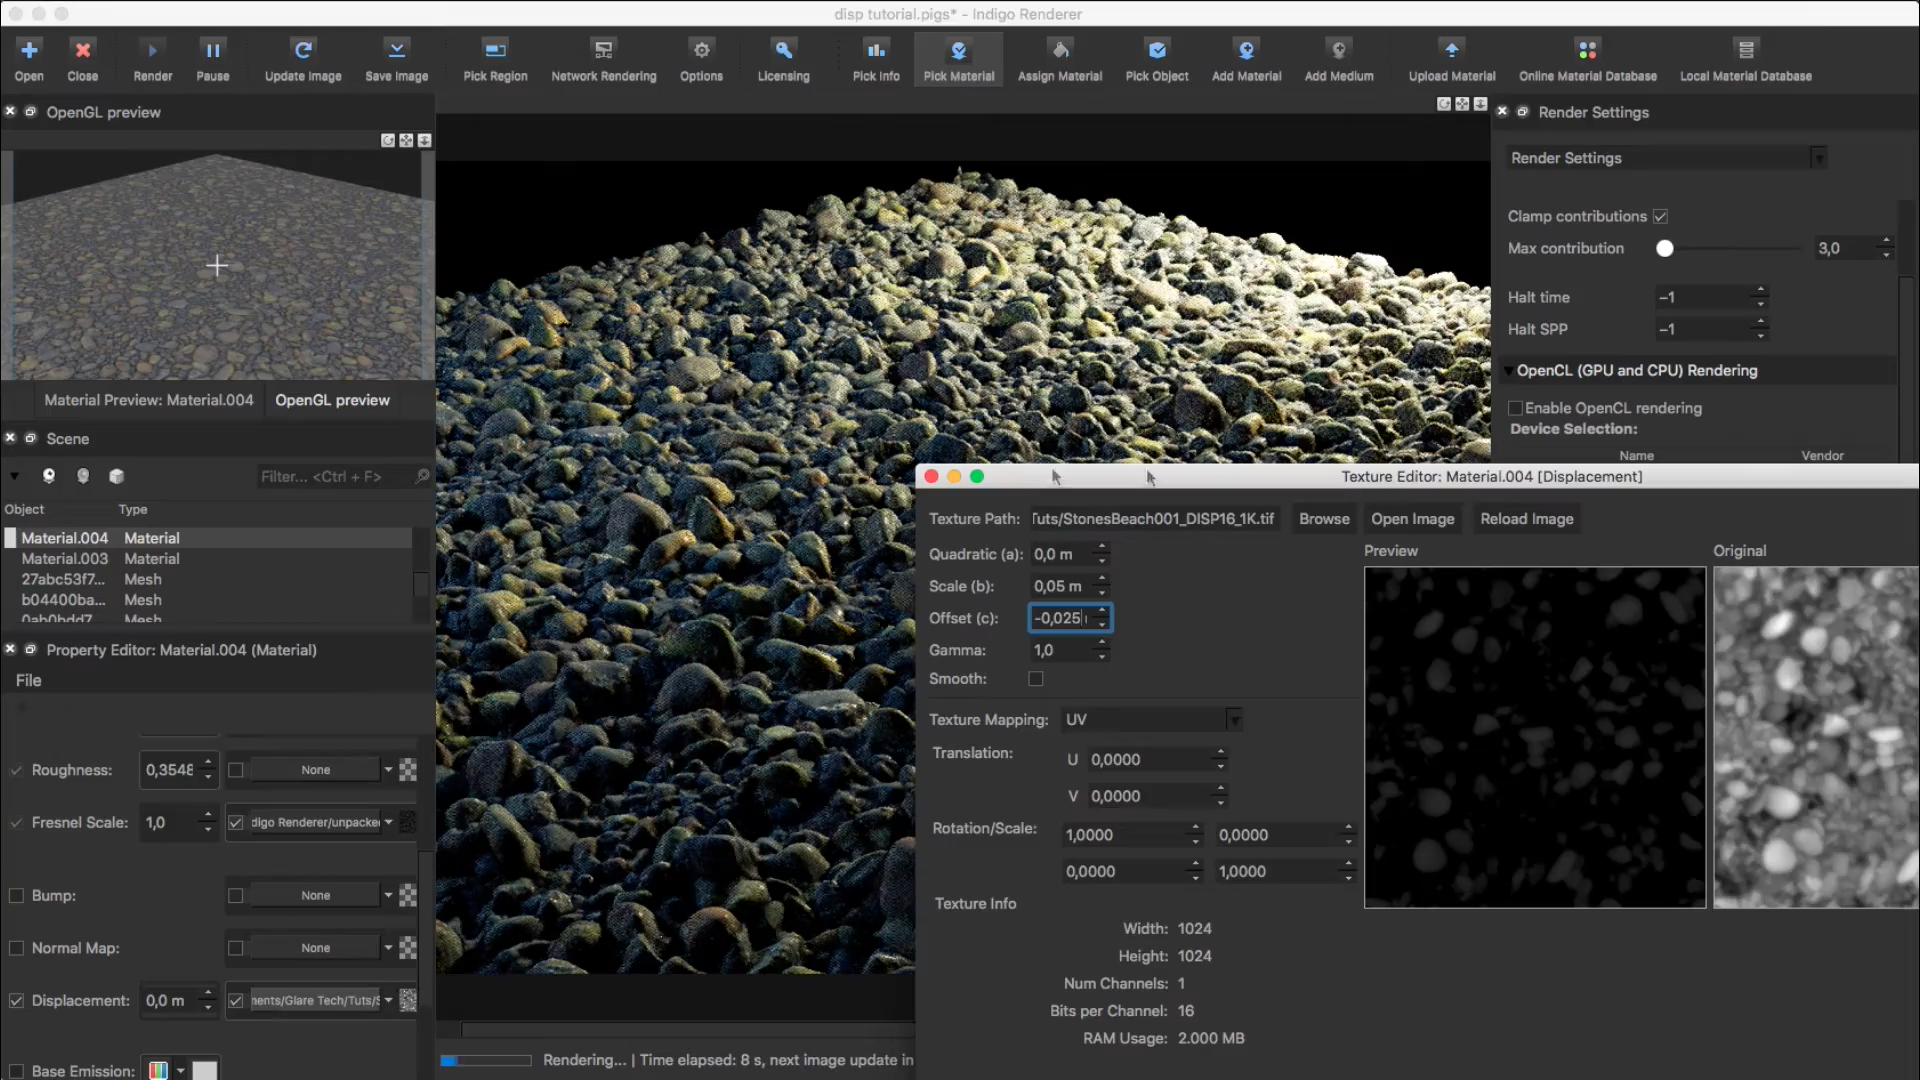 disp tutorial.pigs* - Indigo Renderer
Open Close Render Pause Update Image Save Image Pick Region Network Rendering Options Licensing Pick Info Pick Material Assign Material Pick Object Add Material Add Medium Upload Material Online Material Database Local Material Database
OpenGL preview
Material Preview: Material.004 OpenGL preview
Scene
Filter... <Ctrl + F>
Object Type
Material.004 Material
Material.003 Material
27abc53f7... Mesh
b04400ba... Mesh
0ab0bdd7 Mesh
Property Editor: Material.004 (Material)
File
Roughness: 0,3548 None
Fresnel Scale: 1,0 digo Renderer/unpacke
Bump: None
Normal Map: None
Displacement: 0,0 m nents/Glare Tech/Tuts/S
Base Emission:
Rendering... | Time elapsed: 8 s, next image update in
Render Settings
Render Settings
Clamp contributions
Max contribution 3,0
Halt time -1
Halt SPP -1
OpenCL (GPU and CPU) Rendering
Enable OpenCL rendering
Device Selection:
Name Vendor
Texture Editor: Material.004 [Displacement]
Texture Path: Tuts/StonesBeach001_DISP16_1K.tif Browse Open Image Reload Image
Quadratic (a): 0,0 m
Scale (b): 0,05 m
Offset (c): -0,025
Gamma: 1,0
Smooth:
Preview Original
Texture Mapping: UV
Translation: U 0,0000
V 0,0000
Rotation/Scale: 1,0000 0,0000
0,0000 1,0000
Texture Info
Width: 1024
Height: 1024
Num Channels: 1
Bits per Channel: 16
RAM Usage: 2.000 MB